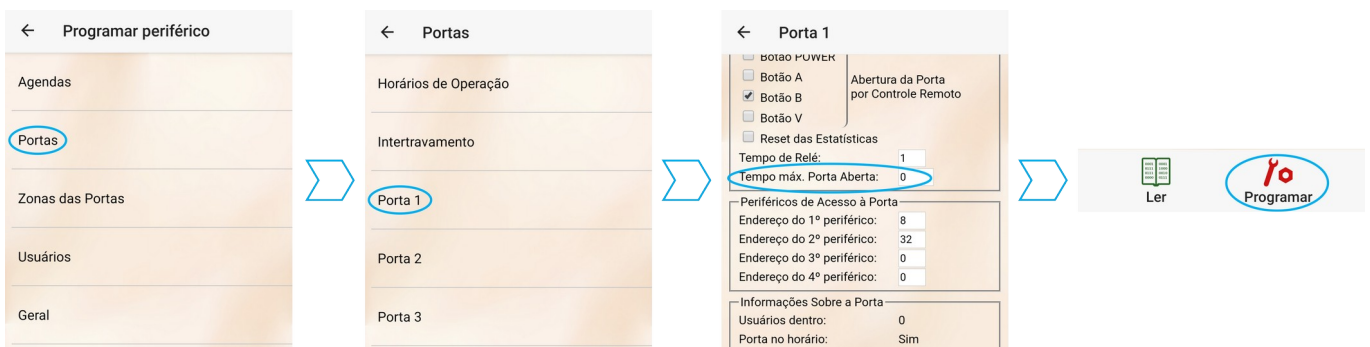 ← Programar periférico
Agendas
Portas
Zonas das Portas
Usuários
Geral
← Portas
Horários de Operação
Intertravamento
Porta 1
Porta 2
Porta 3
← Porta 1
Botão POWER
Botão A
Botão B
Botão V
Abertura da Porta
por Controle Remoto
Reset das Estatísticas
Tempo de Relé: 1
Tempo máx. Porta Aberta: 0
Periféricos de Acesso à Porta
Endereço do 1º periférico: 8
Endereço do 2º periférico: 32
Endereço do 3º periférico: 0
Endereço do 4º periférico: 0
Informações Sobre a Porta
Usuários dentro: 0
Porta no horário: Sim
Ler
Programar